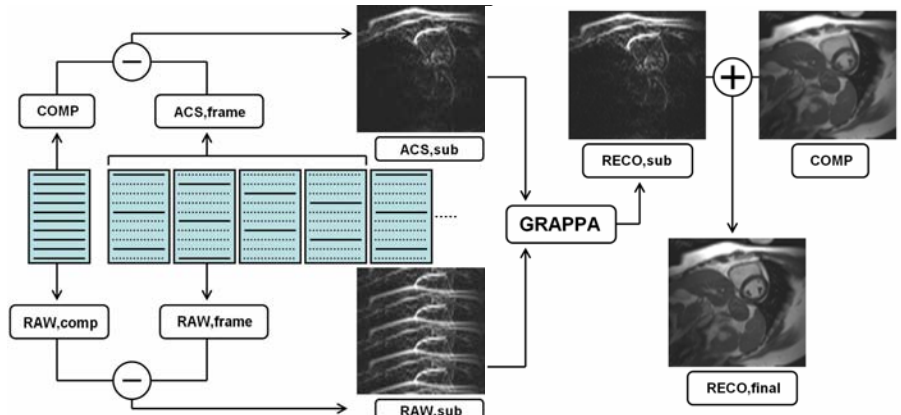 COMP
ACS,frame
ACS,sub
RECO,sub
COMP
GRAPPA
RAW,comp
RAW,frame
RAW,sub
RECO,final